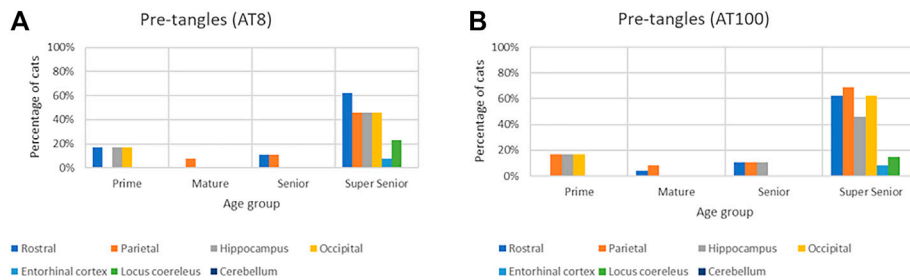 A
Pre-tangles (AT8)
Percentage of cats
100%
80%
60%
40%
20%
0%
Prime Mature Senior Super Senior
Age group
Rostral Parietal Hippocampus Occipital
Entorhinal cortex Locus coereleus Cerebellum
B
Pre-tangles (AT100)
Percentage of cats
100%
80%
60%
40%
20%
0%
Prime Mature Senior Super Senior
Age group
Rostral Parietal Hippocampus Occipital
Entorhinal cortex Locus coereleus Cerebellum